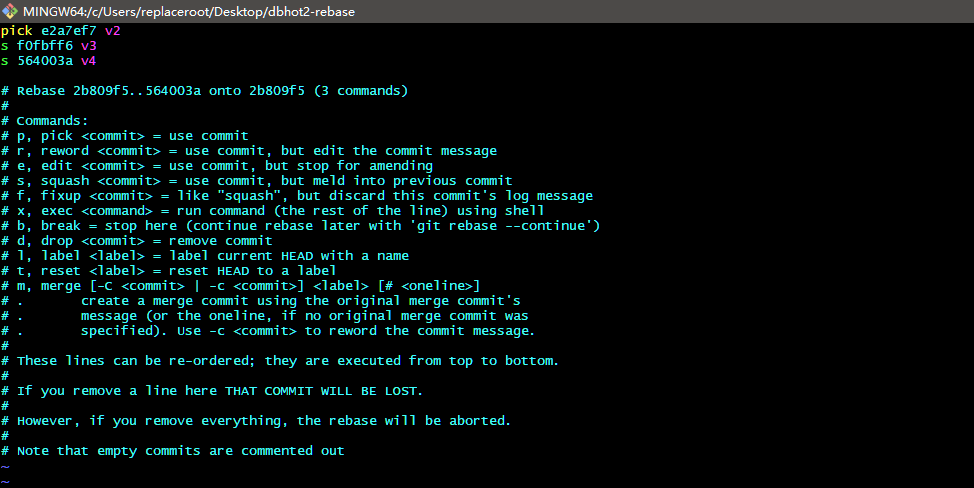 MINGW64:/c/Users/replaceroot/Desktop/dbhot2-rebase
pick e2a7ef7 v2
s f0fbff6 v3
s 564003a v4
# Rebase 2b809f5..564003a onto 2b809f5 (3 commands)
#
# Commands:
# p, pick <commit> = use commit
# r, reword <commit> = use commit, but edit the commit message
# e, edit <commit> = use commit, but stop for amending
# s, squash <commit> = use commit, but meld into previous commit
# f, fixup <commit> = like "squash", but discard this commit's log message
# x, exec <command> = run command (the rest of the line) using shell
# b, break = stop here (continue rebase later with 'git rebase --continue')
# d, drop <commit> = remove commit
# l, label <label> = label current HEAD with a name
# t, reset <label> = reset HEAD to a label
# m, merge [-C <commit> | -c <commit>] <label> [# <oneline>]
# .       create a merge commit using the original merge commit's
# .       message (or the oneline, if no original merge commit was
# .       specified). Use -c <commit> to reword the commit message.
#
# These lines can be re-ordered; they are executed from top to bottom.
#
# If you remove a line here THAT COMMIT WILL BE LOST.
#
# However, if you remove everything, the rebase will be aborted.
#
# Note that empty commits are commented out
~
~